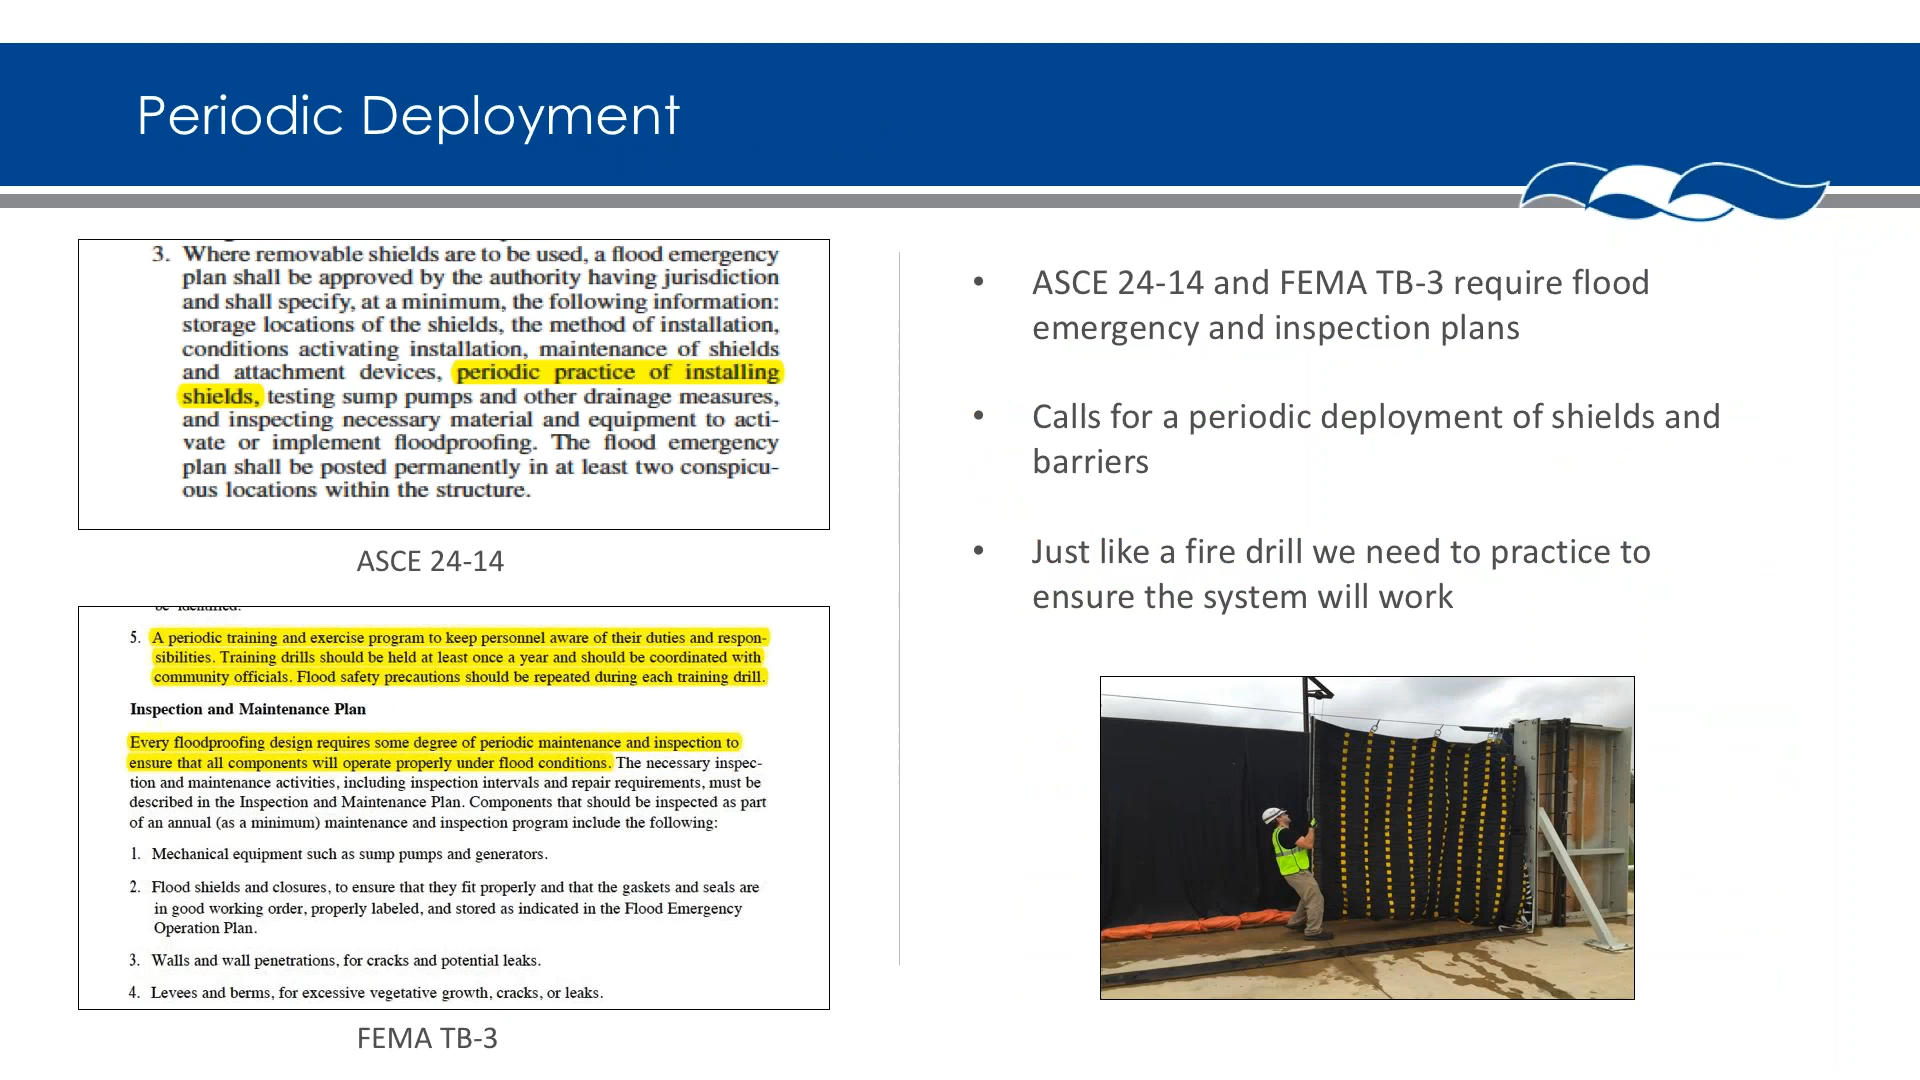 Periodic Deployment
3. Where removable shields are to be used, a flood emergency
plan shall be approved by the authority having jurisdiction
and shall specify, at a minimum, the following information:
storage locations of the shields, the method of installation,
conditions activating installation, maintenance of shields
and attachment devices, periodic practice of installing
shields, testing sump pumps and other drainage measures,
and inspecting necessary material and equipment to acti-
vate or implement floodproofing. The flood emergency
plan shall be posted permanently in at least two conspicu-
ous locations within the structure.
ASCE 24-14
be identified.
5. A periodic training and exercise program to keep personnel aware of their duties and respon-
sibilities. Training drills should be held at least once a year and should be coordinated with
community officials. Flood safety precautions should be repeated during each training drill.
Inspection and Maintenance Plan
Every floodproofing design requires some degree of periodic maintenance and inspection to
ensure that all components will operate properly under flood conditions. The necessary inspec-
tion and maintenance activities, including inspection intervals and repair requirements, must be
described in the Inspection and Maintenance Plan. Components that should be inspected as part
of an annual (as a minimum) maintenance and inspection program include the following:
1. Mechanical equipment such as sump pumps and generators.
2. Flood shields and closures, to ensure that they fit properly and that the gaskets and seals are
in good working order, properly labeled, and stored as indicated in the Flood Emergency
Operation Plan.
3. Walls and wall penetrations, for cracks and potential leaks.
4. Levees and berms, for excessive vegetative growth, cracks, or leaks.
FEMA TB-3
• ASCE 24-14 and FEMA TB-3 require flood
emergency and inspection plans
• Calls for a periodic deployment of shields and
barriers
• Just like a fire drill we need to practice to
ensure the system will work